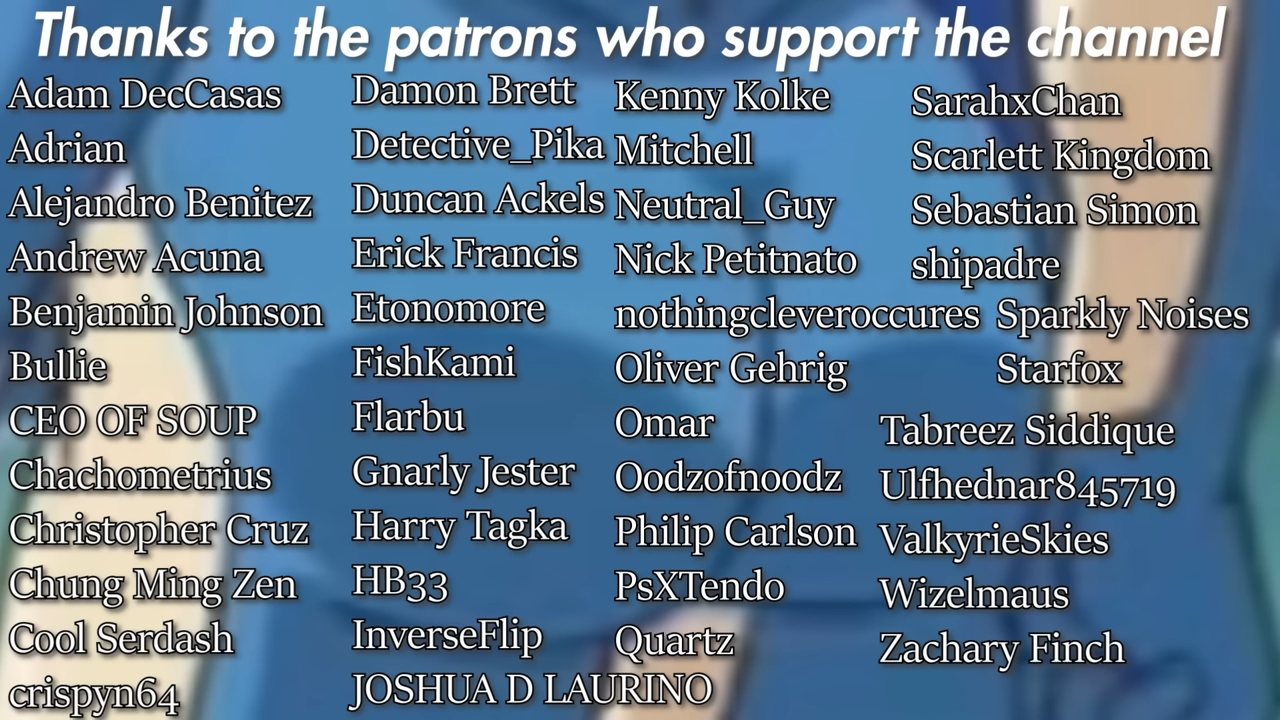 Thanks to the patrons who support the channel
Adam DecCasas
Adrian
Alejandro Benitez
Andrew Acuna
Benjamin Johnson
Bullie
CEO OF SOUP
Chachometrius
Christopher Cruz
Chung Ming Zen
Cool Serdash
crispyn64
Damon Brett
Detective_Pika
Duncan Ackels
Erick Francis
Etonomore
FishKami
Flarbu
Gnarly Jester
Harry Tagka
HB33
InverseFlip
JOSHUA D LAURINO
Kenny Kolke
Mitchell
Neutral_Guy
Nick Petitnato
nothingcleveroccures
Oliver Gehrig
Omar
Oodzofnoodz
Philip Carlson
PsXTendo
Quartz
SarahxChan
Scarlett Kingdom
Sebastian Simon
shipadre
Sparkly Noises
Starfox
Tabreez Siddique
Ulfhednar845719
ValkyrieSkies
Wizelmaus
Zachary Finch